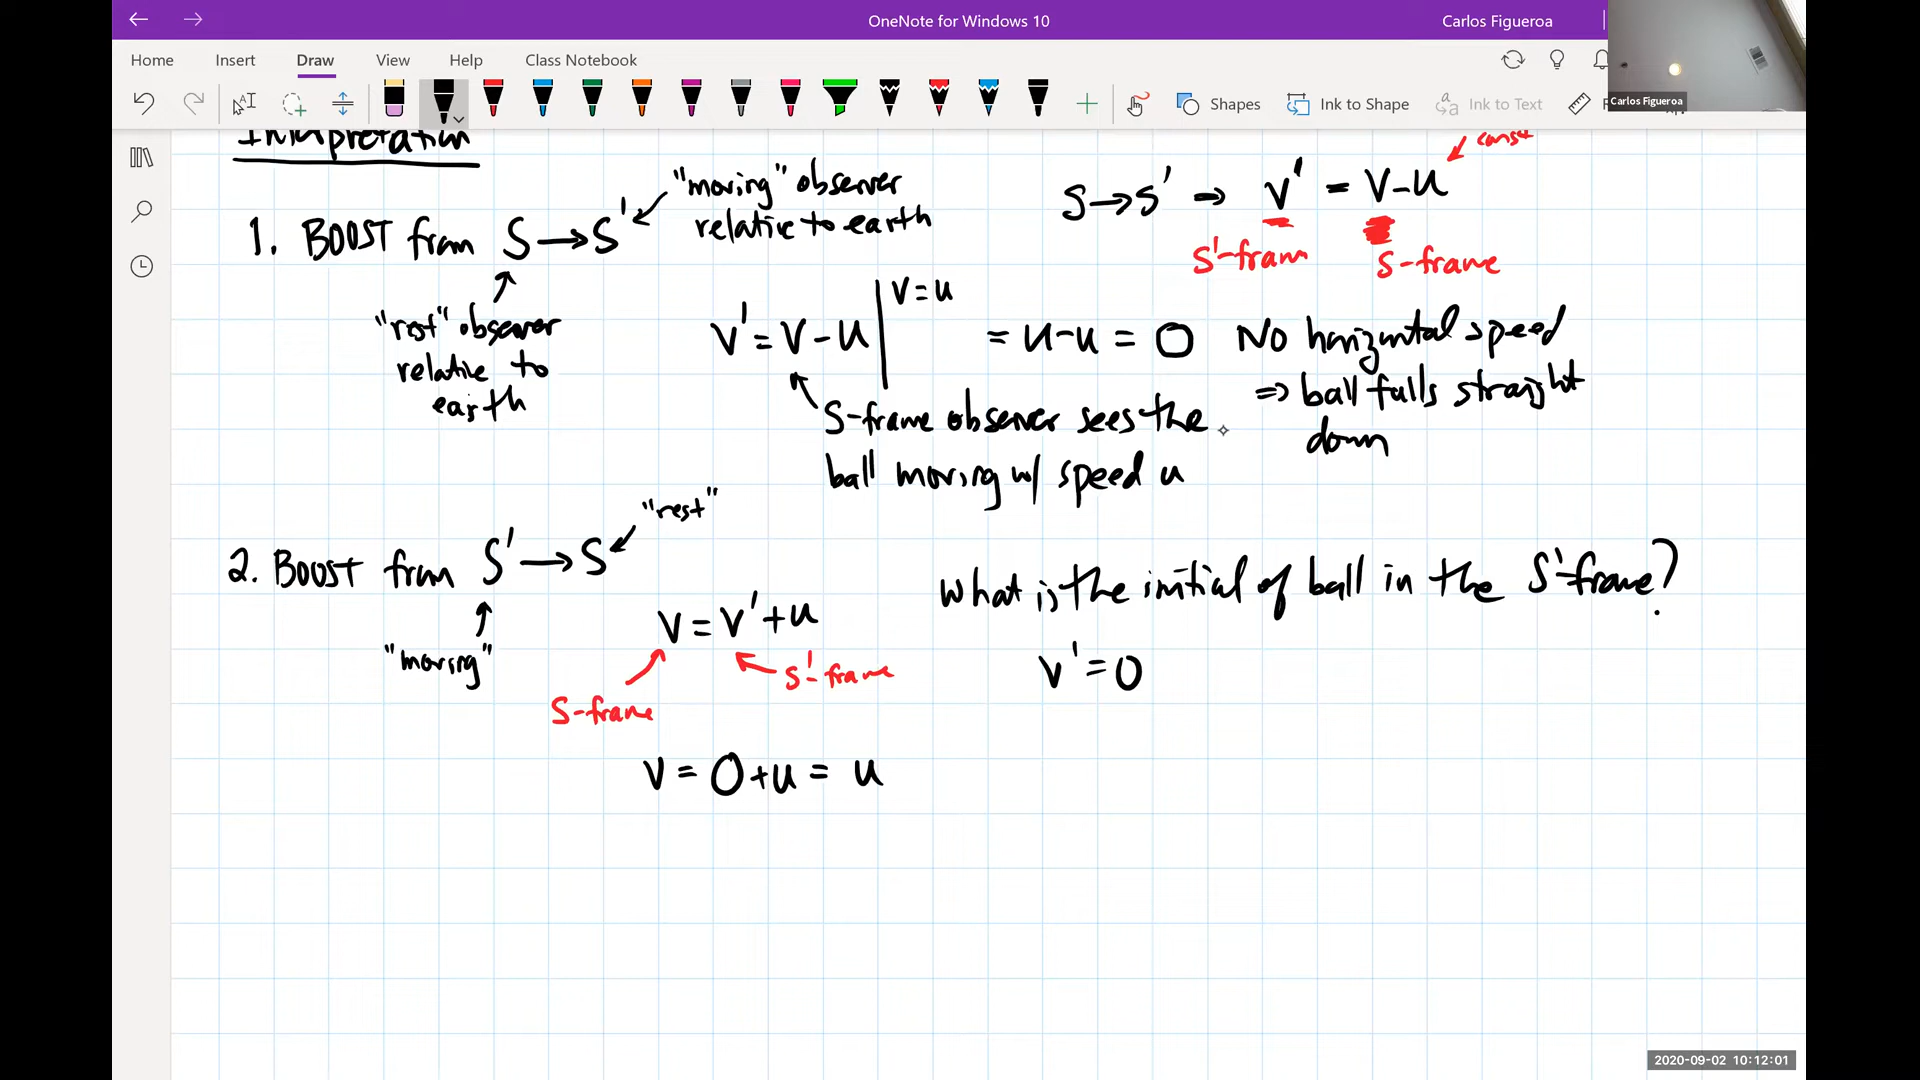 OneNote for Windows 10
Carlos Figueroa
Home Insert Draw View Help Class Notebook
Shapes Ink to Shape Ink to Text
Carlos Figueroa
Interpretation
const
1. BOOST from S→S'
"moving" observer
relative to earth
"rest" observer
relative to
earth
S→S' ⇒ v' = v-u
S'-fram S-frame
v' = v-u | v=u = u-u = 0
No horizontal speed
⇒ ball falls straight
down
S-frame observer sees the
ball moving w/ speed u
2. Boost from S'→S
"rest"
"moving"
v = v'+u
S-frame S'-frame
v = 0+u = u
What is the initial of ball in the S'-frame?
v' = 0
2020-09-02 10:12:01